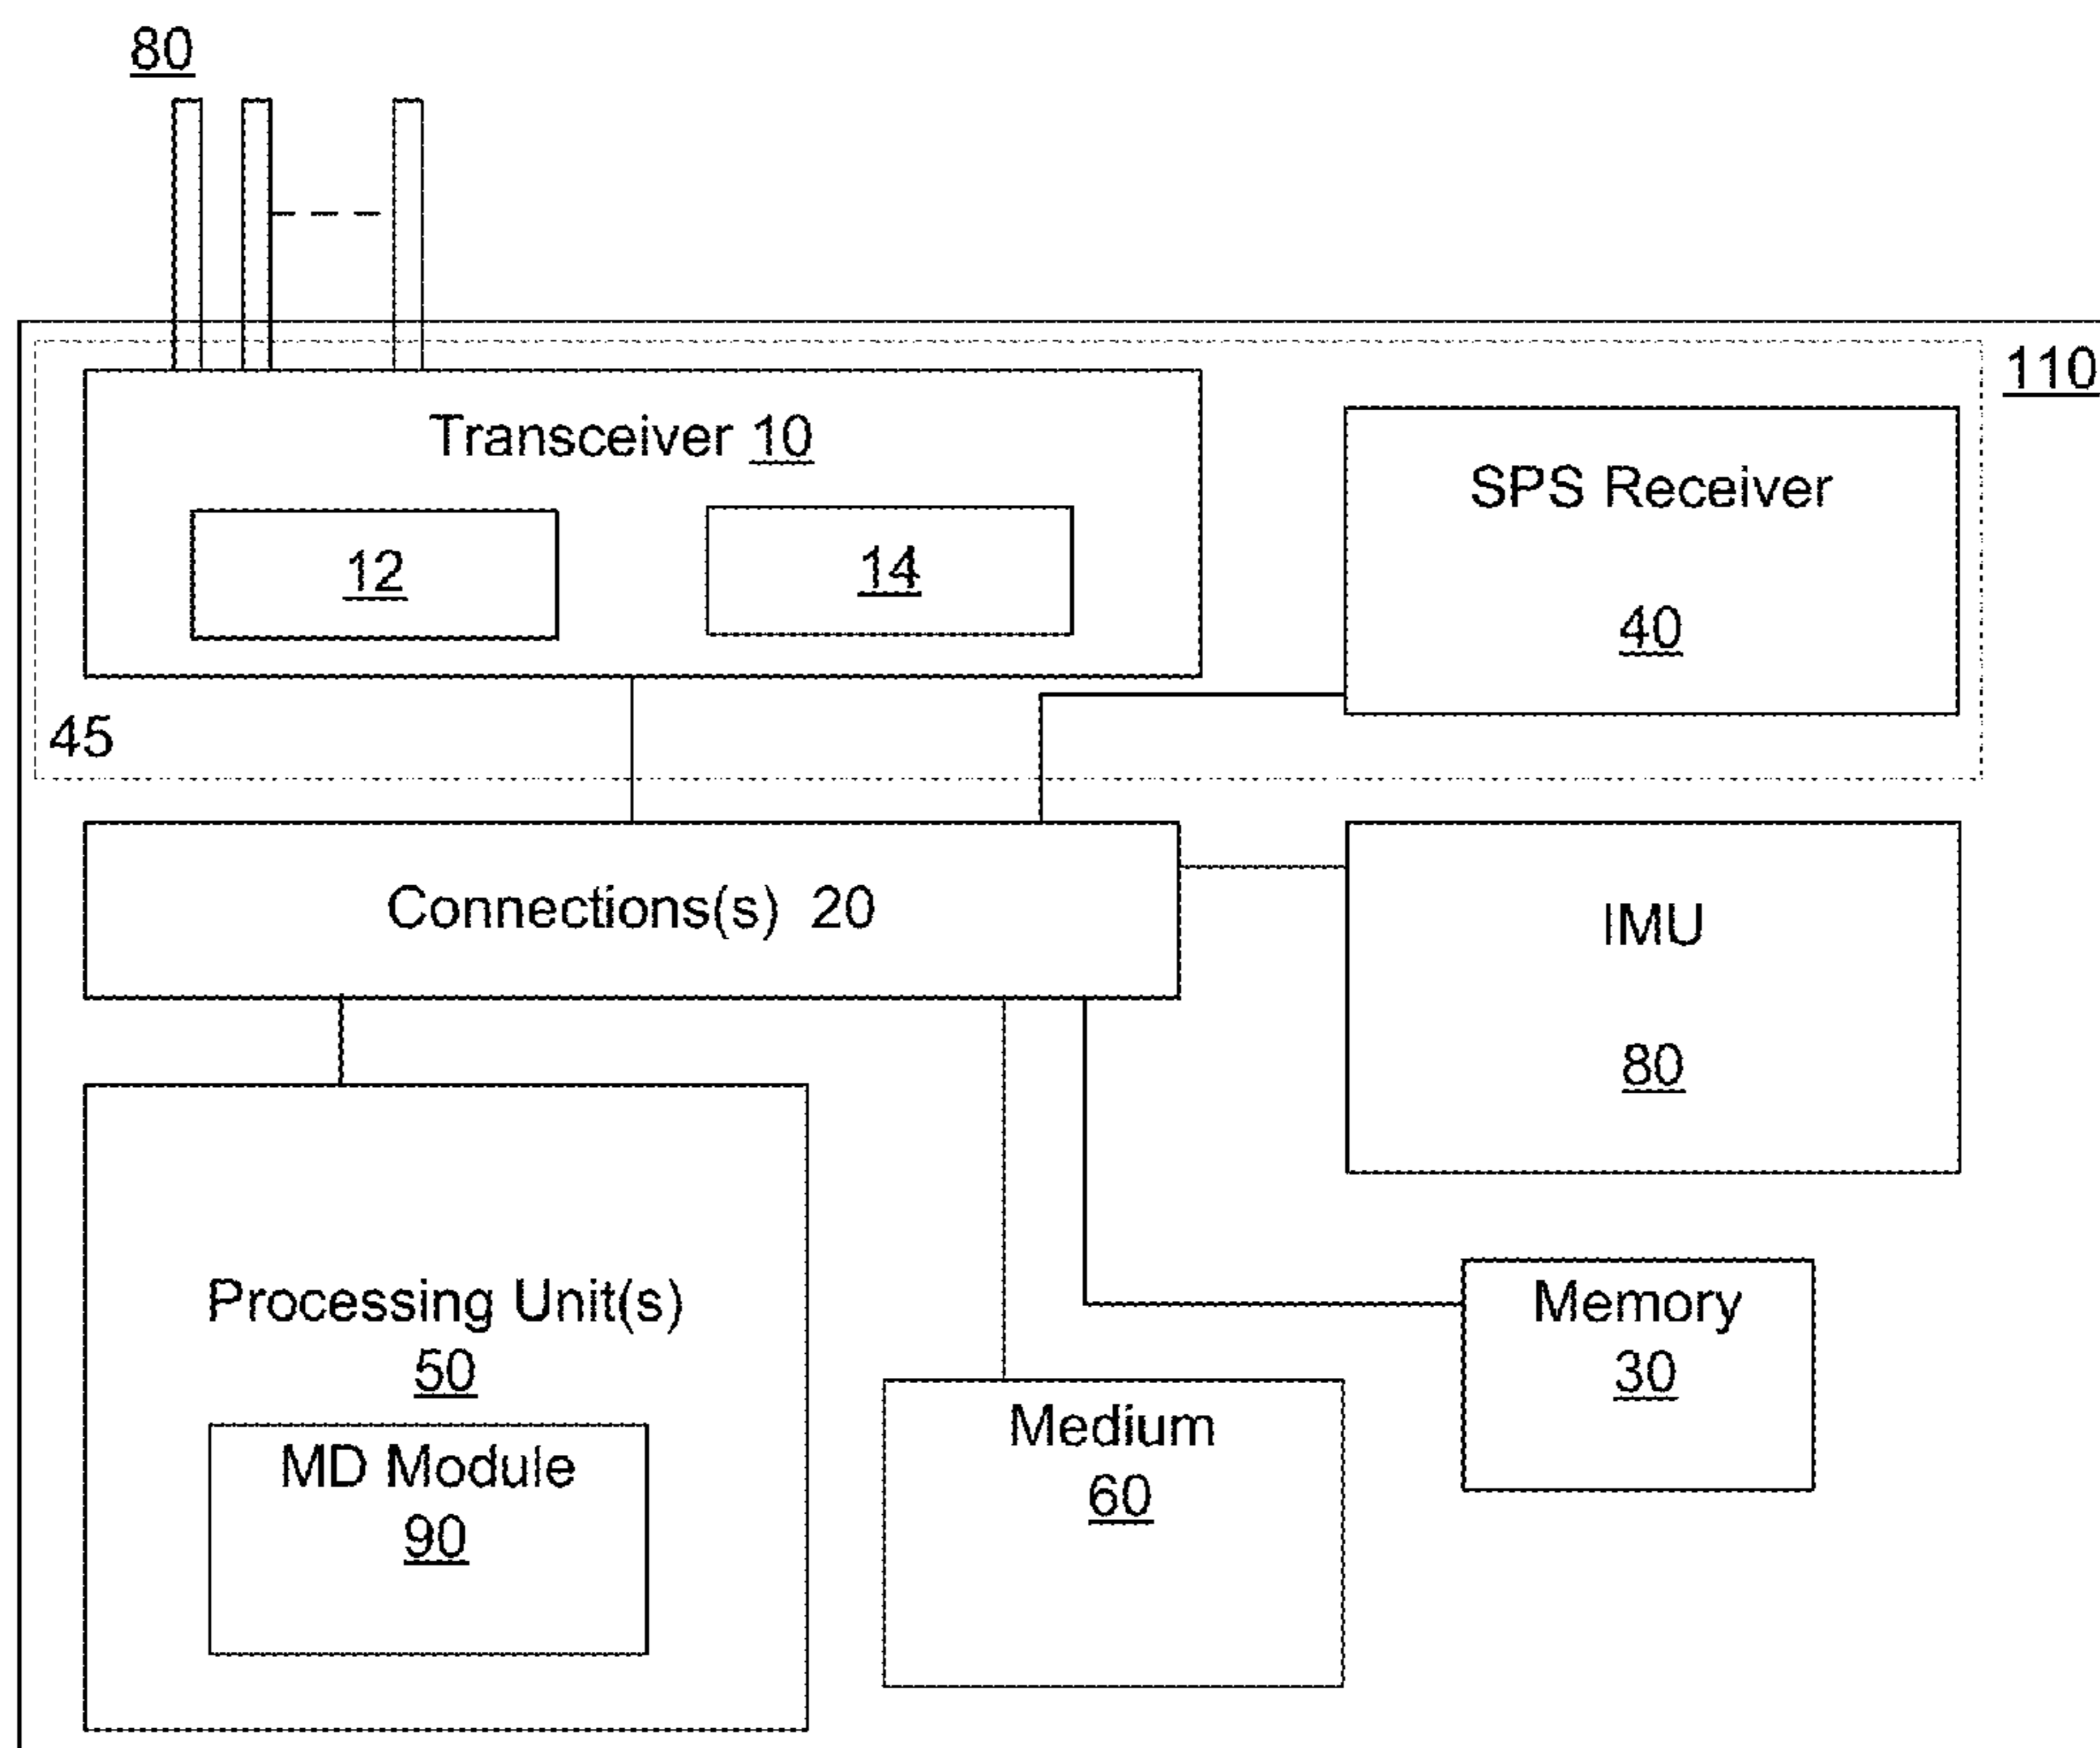 80
110
Transceiver 10
12
14
SPS Receiver
40
45
Connections(s) 20
IMU
80
Processing Unit(s)
50
MD Module
90
Medium
60
Memory
30